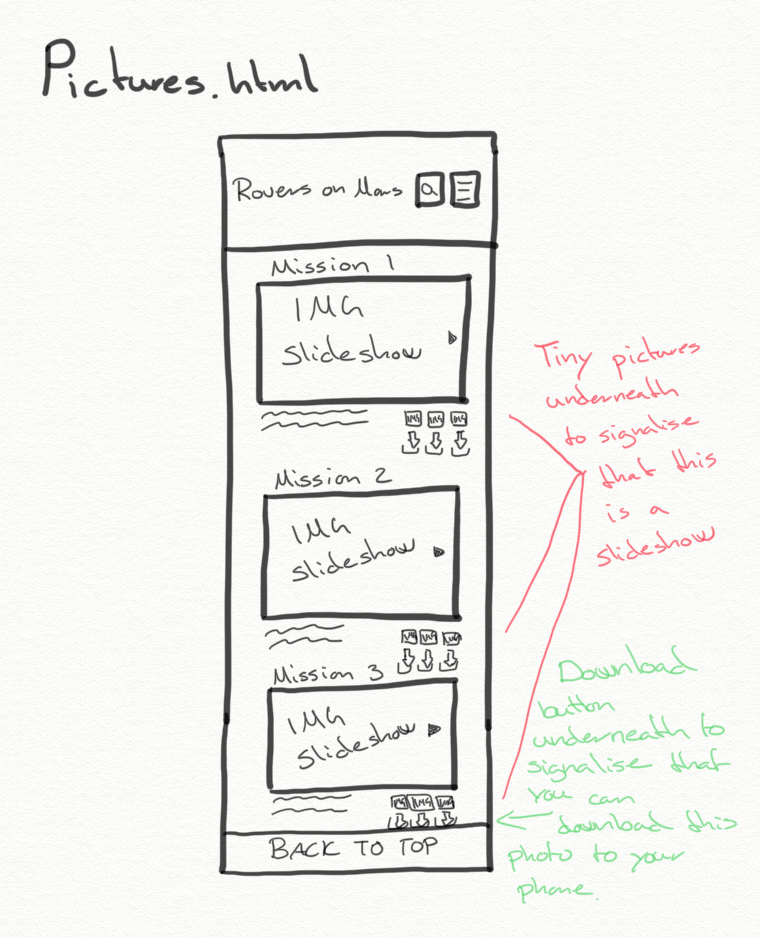 Pictures.html
Rovers on Mars
Mission 1
IMG
Slideshow
IMG IMG IMG
Mission 2
IMG
Slideshow
IMG IMG IMG
Mission 3
IMG
Slideshow
IMG IMG IMG
BACK TO TOP
Tiny pictures
underneath
to signalise
that this
is a
slideshow
Download
button
underneath to
signalise that
you can
download this
photo to your
phone.